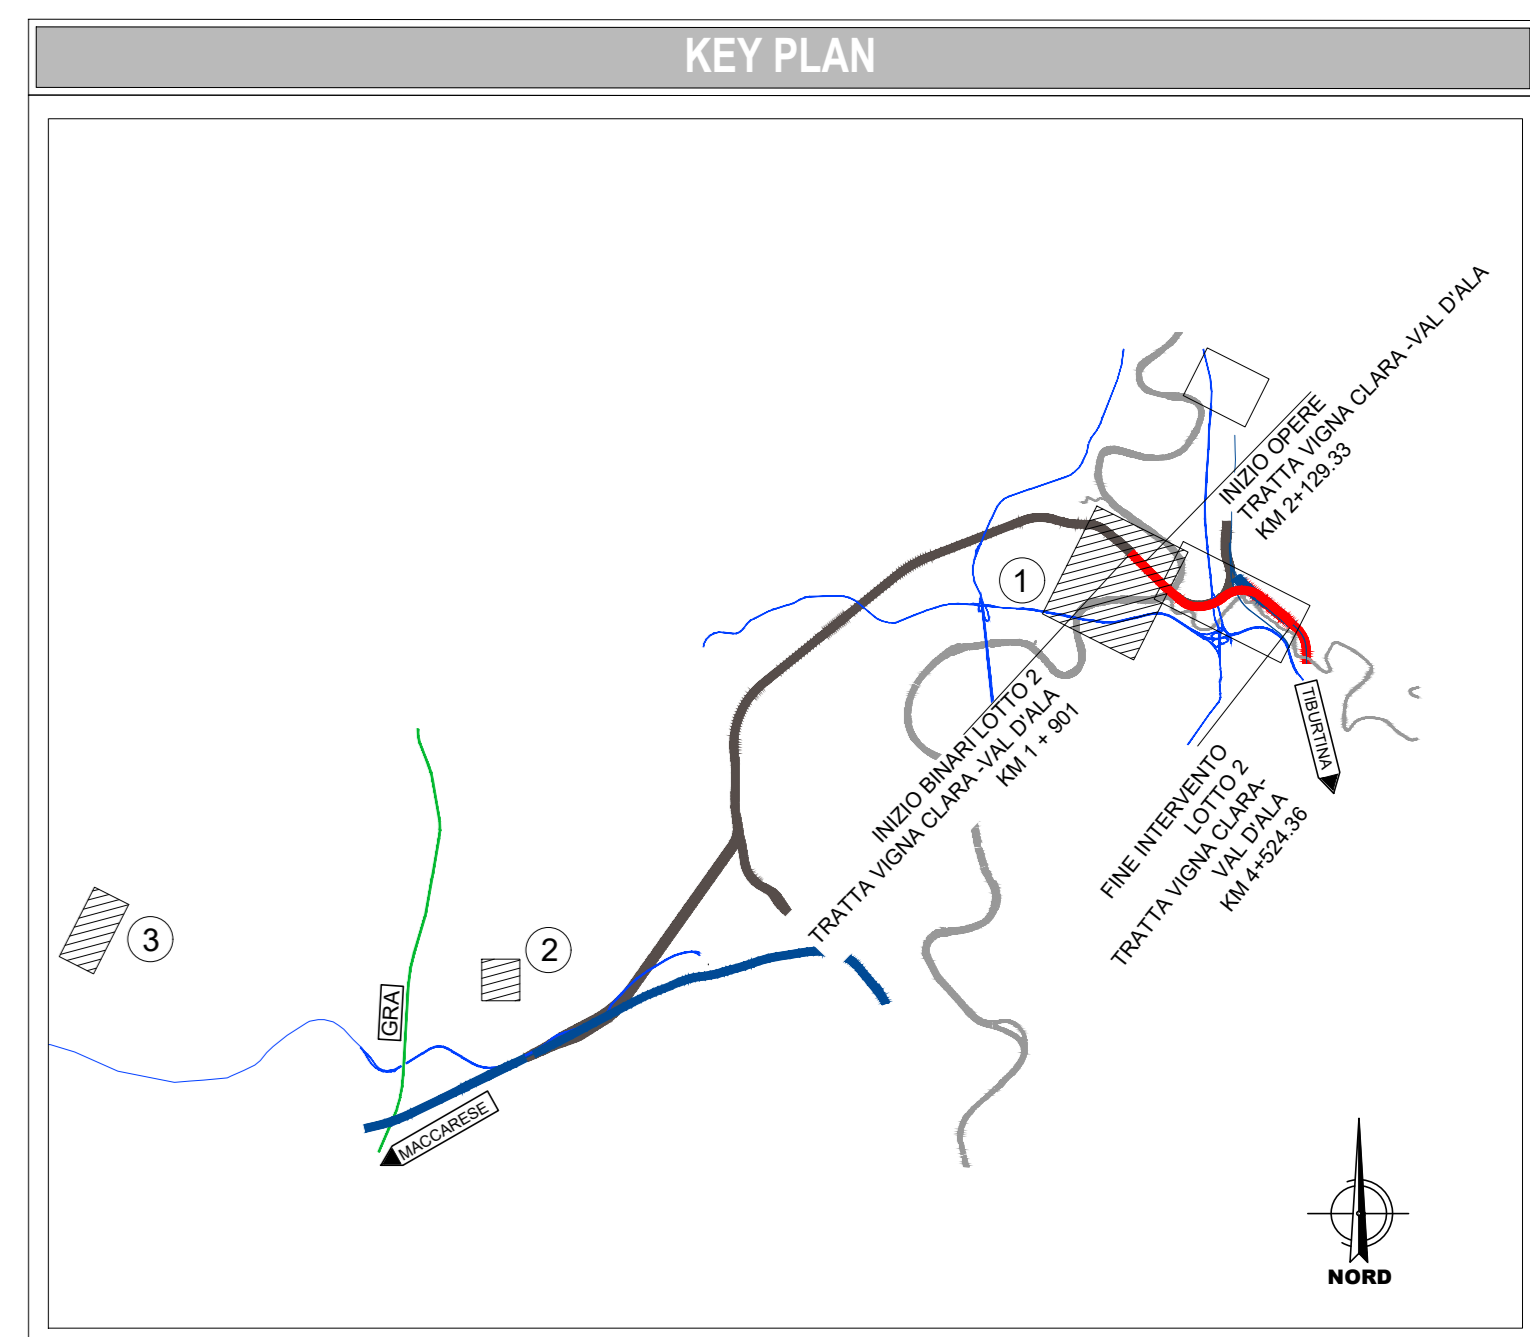 KEY PLAN
INIZIO OPERE
TRATTA VIGNA CLARA -VAL D'ALA
KM 2+129.33
1
INIZIO BINARI LOTTO 2
TRATTA VIGNA CLARA -VAL D'ALA
KM 1 + 901
TIBURTINA
FINE INTERVENTO
LOTTO 2
TRATTA VIGNA CLARA-
VAL D'ALA
KM 4+524.36
3
2
GRA
MACCARESE
NORD